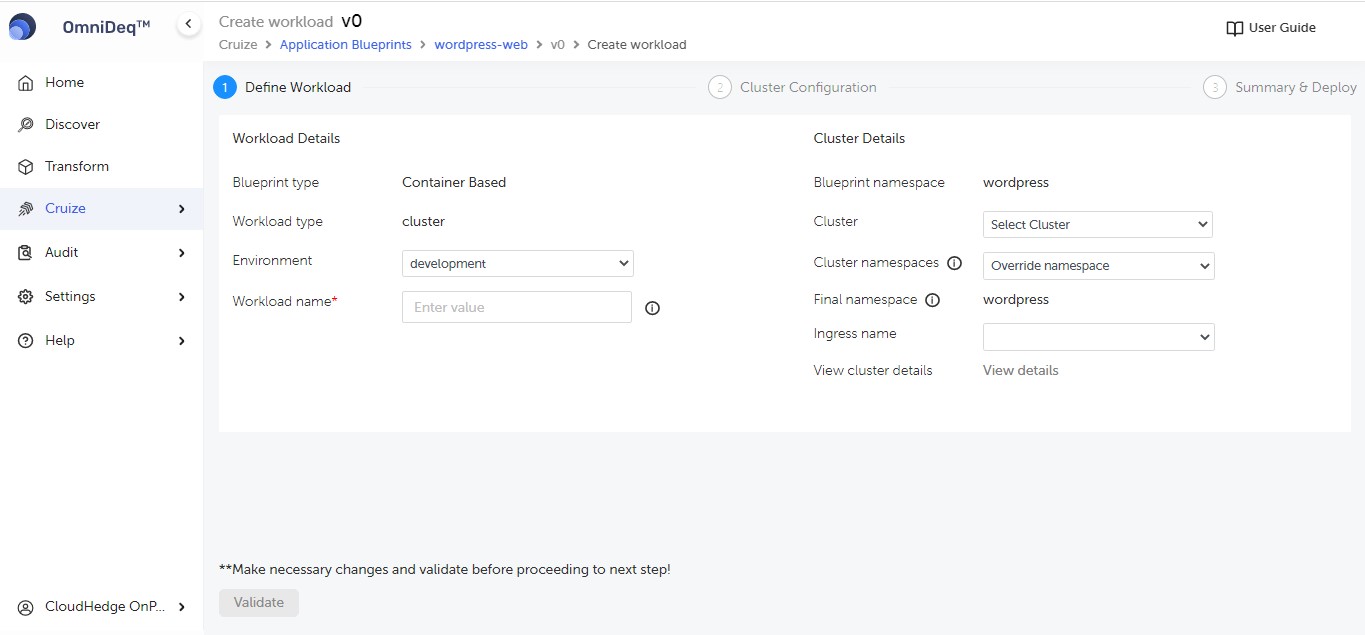 OmniDeq™
Create workload v0
User Guide
Cruize > Application Blueprints > wordpress-web > v0 > Create workload
Home
Discover
Transform
Cruize
Audit
Settings
Help
CloudHedge OnP...
1 Define Workload
2 Cluster Configuration
3 Summary & Deploy
Workload Details
Blueprint type Container Based
Workload type cluster
Environment development
Workload name* Enter value
Cluster Details
Blueprint namespace wordpress
Cluster Select Cluster
Cluster namespaces Override namespace
Final namespace wordpress
Ingress name
View cluster details View details
**Make necessary changes and validate before proceeding to next step!
Validate